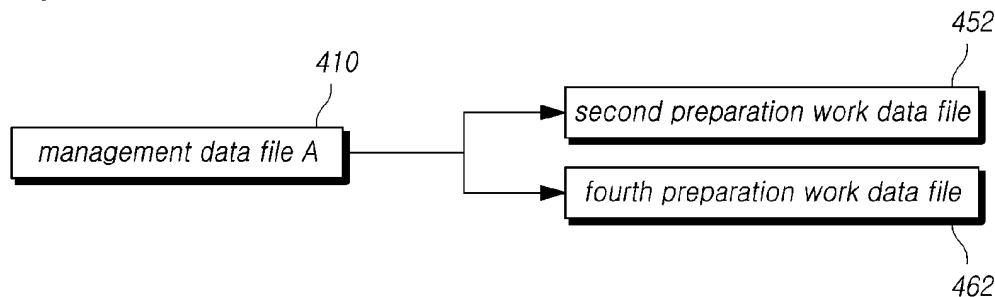 452
410
second preparation work data file
management data file A
fourth preparation work data file
462